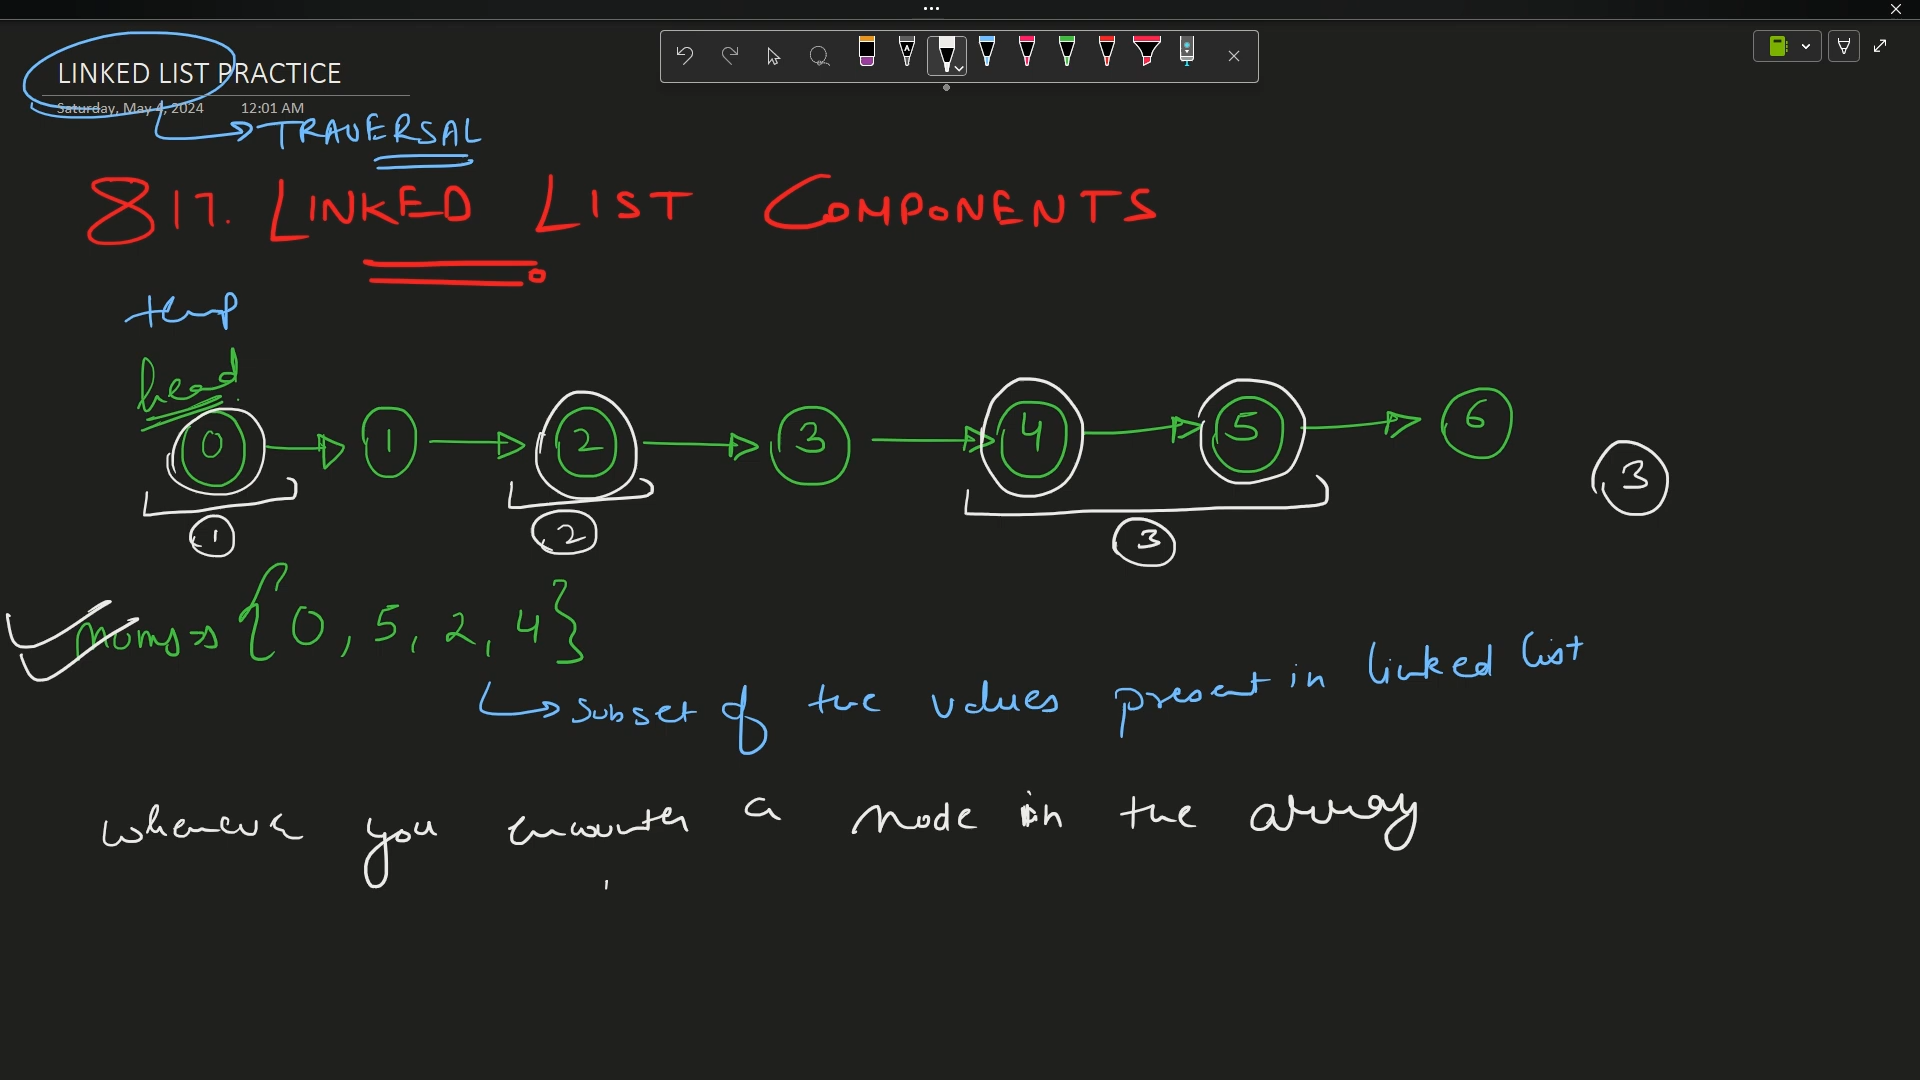 LINKED LIST PRACTICE
Saturday, May 4, 2024 12:01 AM
TRAVERSAL
817. LINKED LIST COMPONENTS
temp
head
0 1 2 3 4 5 6
3
1 2 3
nums => {0, 5, 2, 4}
subset of the values present in linked list
whenever you encounter a node in the array